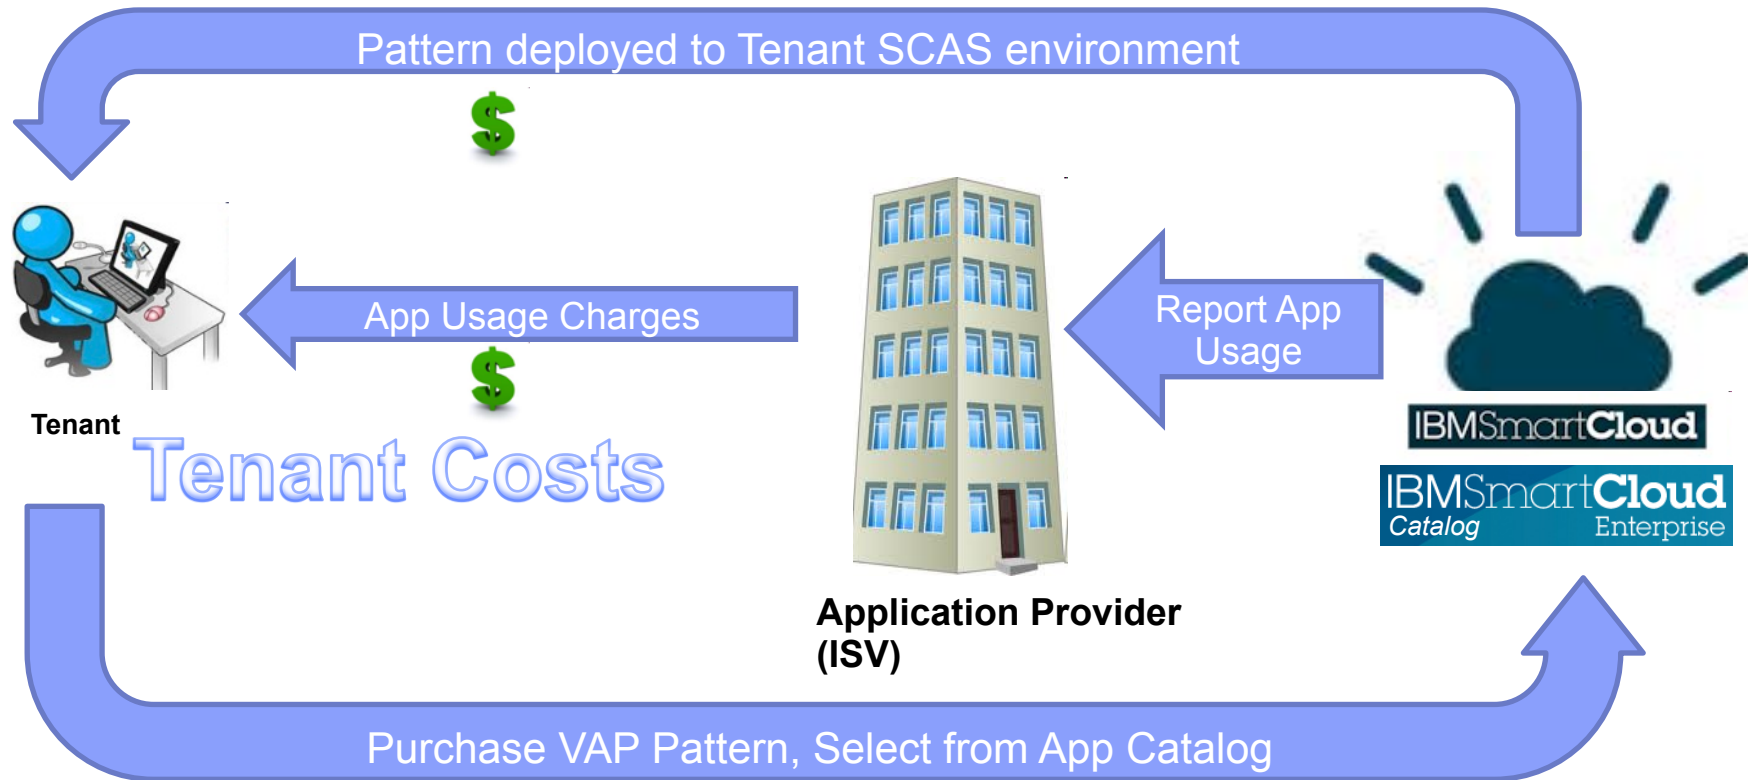 Pattern deployed to Tenant SCAS environment
$
App Usage Charges
Report App
Usage
$
Tenant
Tenant Costs
IBMSmartCloud
IBMSmartCloud
Catalog Enterprise
Application Provider
(ISV)
Purchase VAP Pattern, Select from App Catalog